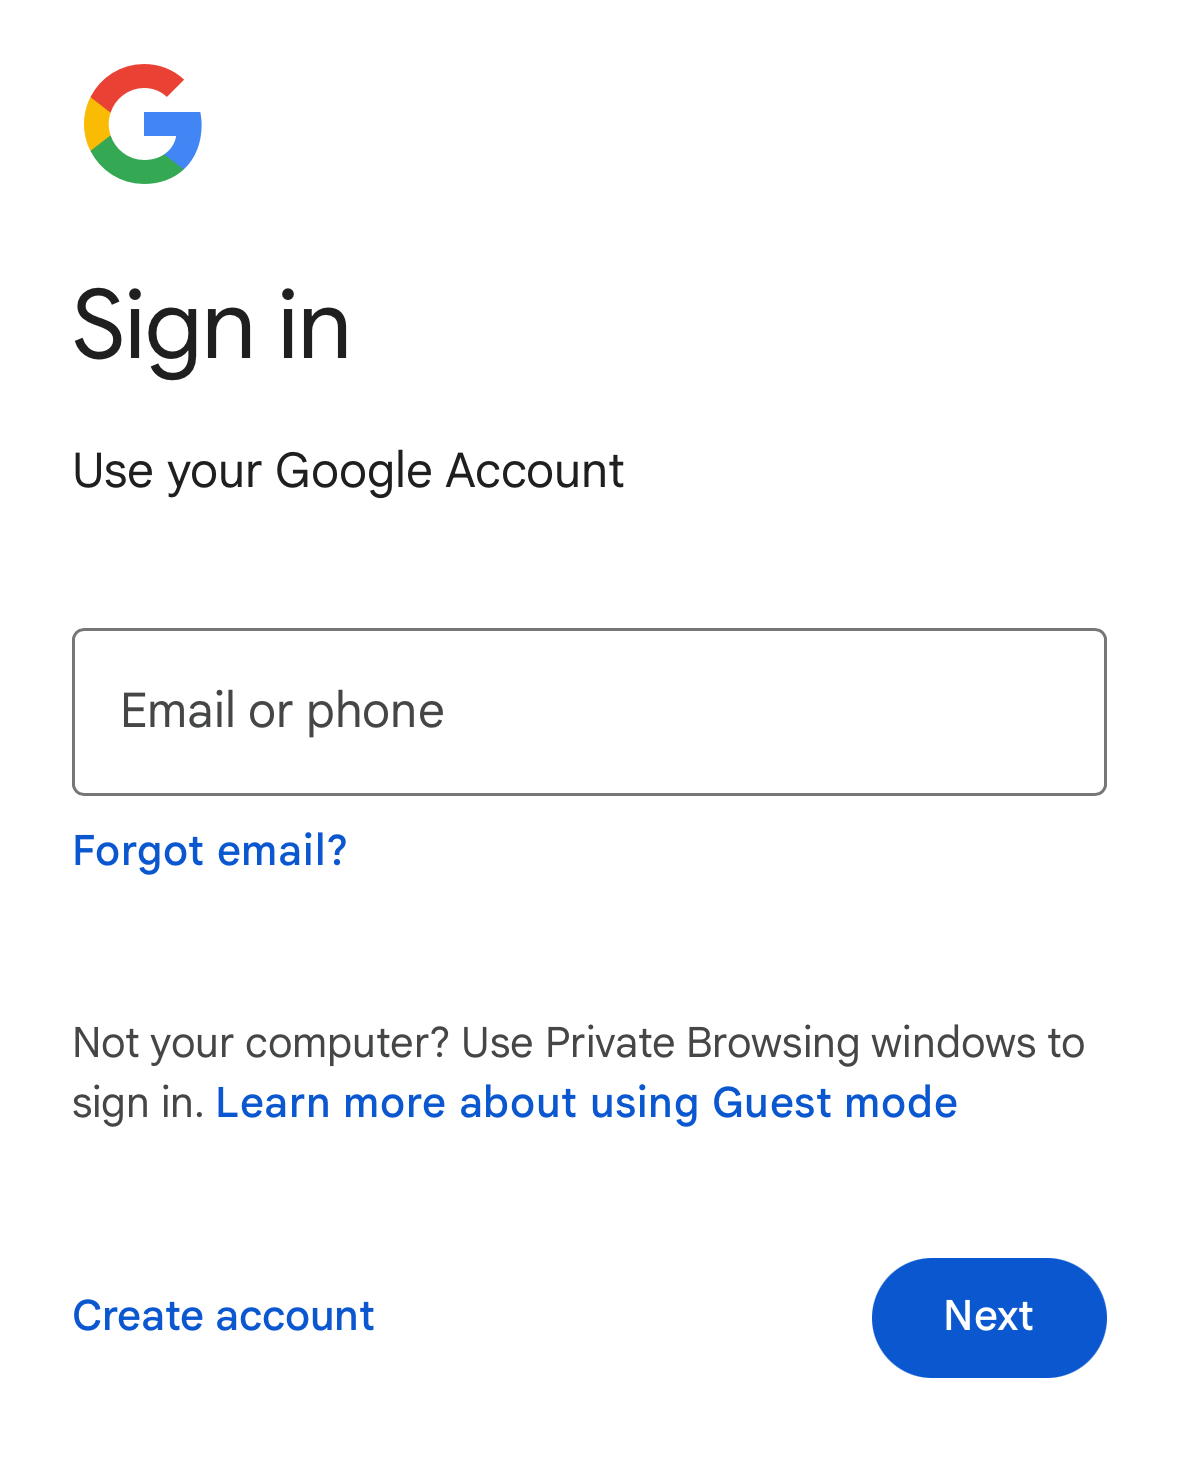 Sign in
Use your Google Account
Email or phone
Forgot email?
Not your computer? Use Private Browsing windows to
sign in. Learn more about using Guest mode
Create account
Next